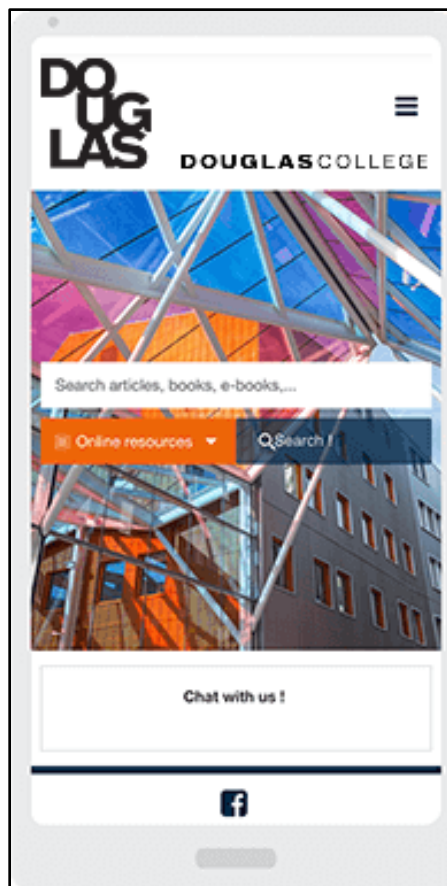 DO
UG
LAS
DOUGLASCOLLEGE
Search articles, books, e-books,...
Online resources
Search !
Chat with us !